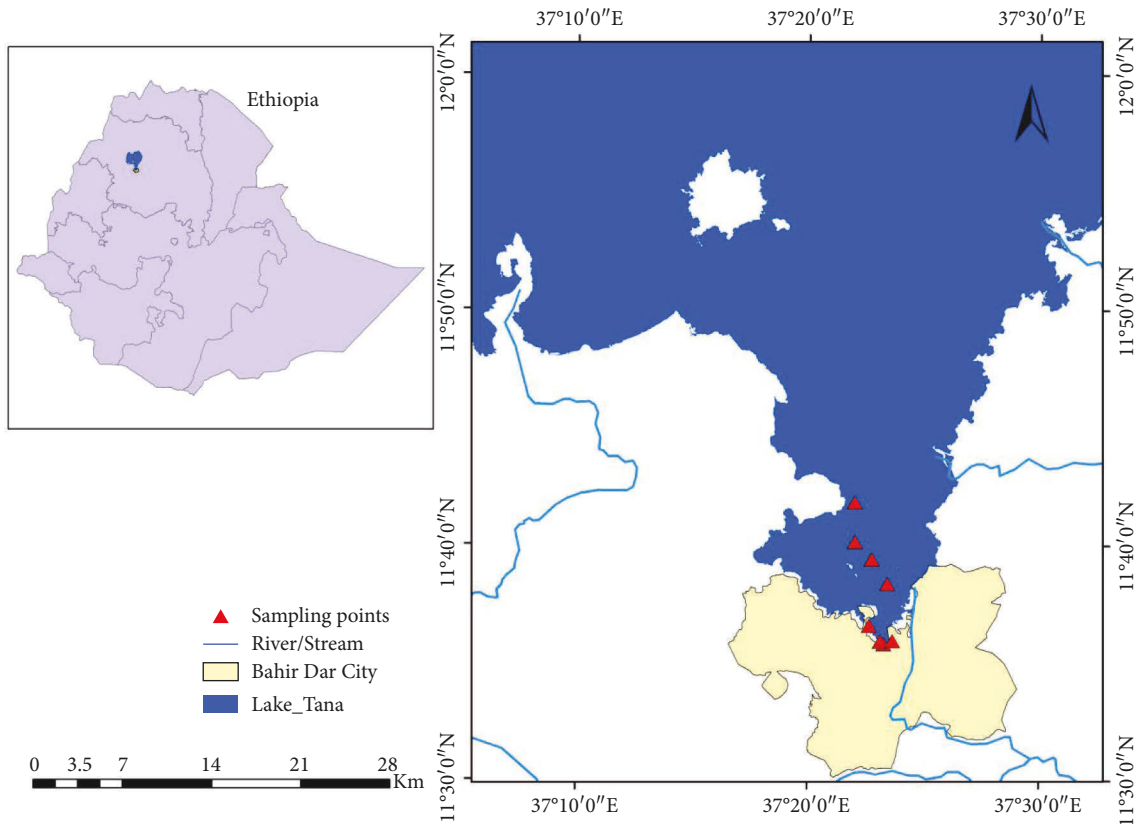 Ethiopia
37°10′0″E
37°20′0″E
37°30′0″E
12°0′0″N
12°0′0″N
11°50′0″N
11°50′0″N
11°40′0″N
11°40′0″N
11°30′0″N
11°30′0″N
Sampling points
River/Stream
Bahir Dar City
Lake_Tana
0 3.5 7 14 21 28
Km
37°10′0″E
37°20′0″E
37°30′0″E